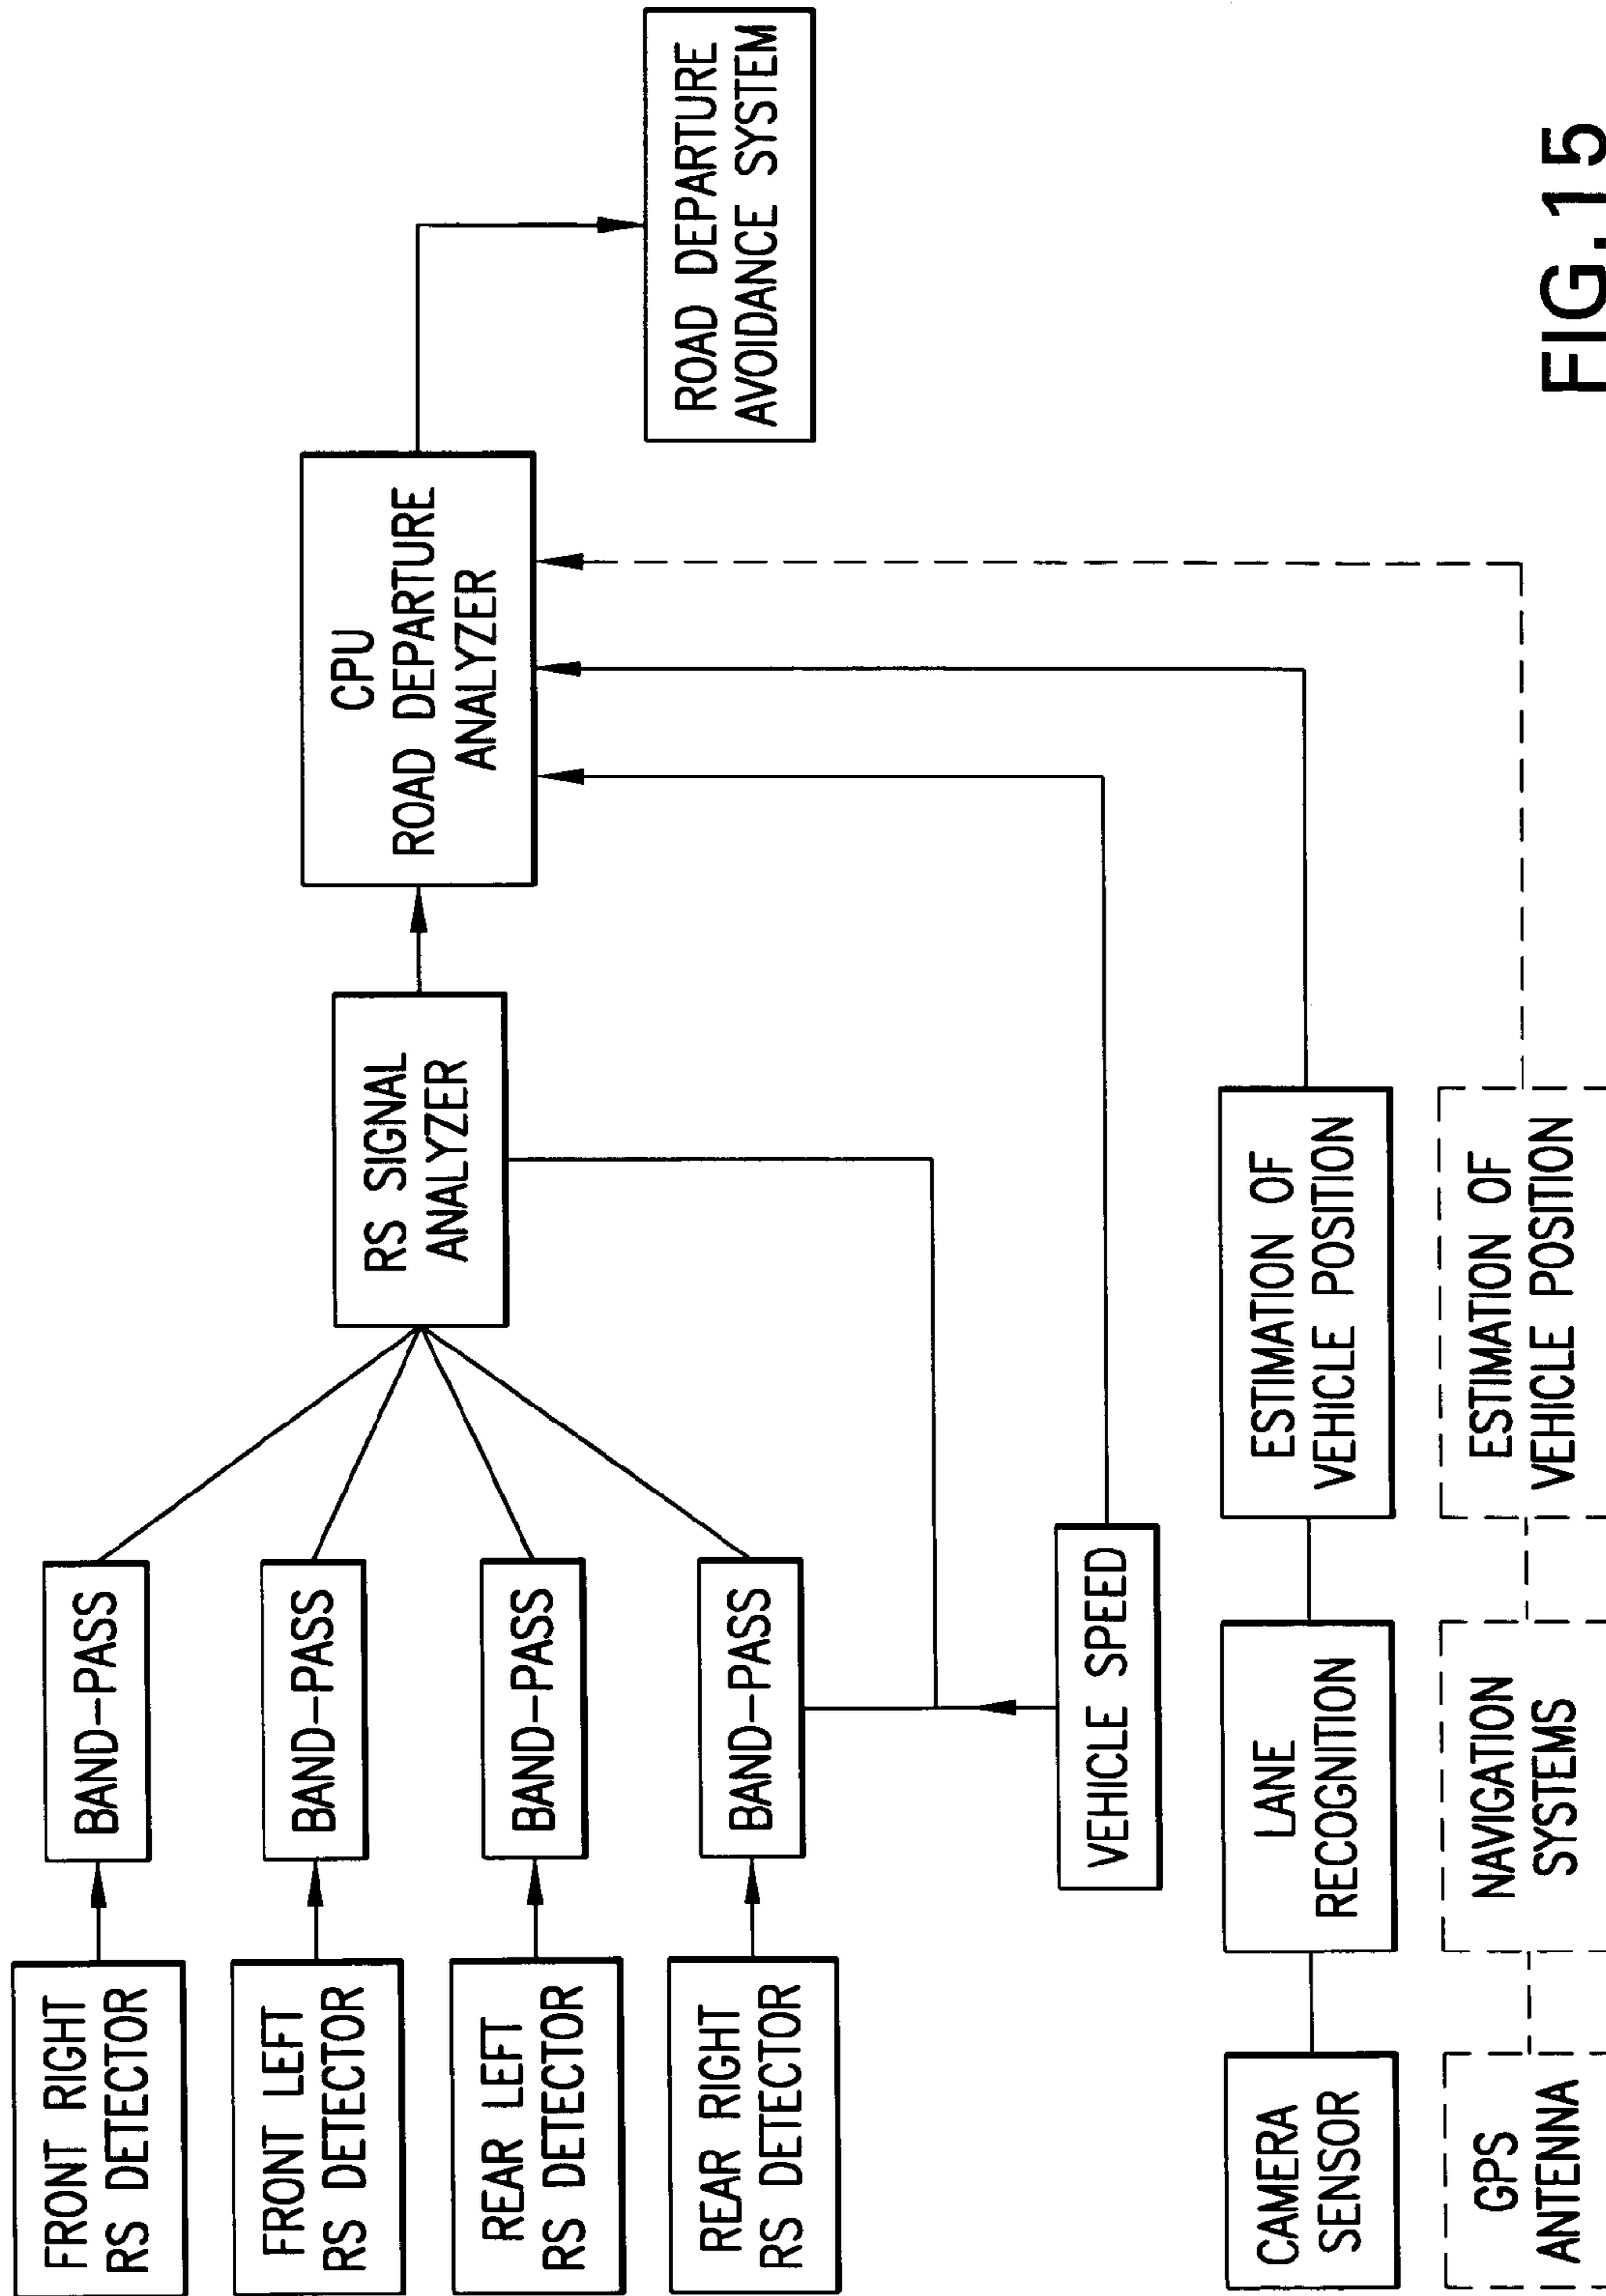 FRONT RIGHT
RS DETECTOR
BAND-PASS
FRONT LEFT
RS DETECTOR
BAND-PASS
REAR LEFT
RS DETECTOR
BAND-PASS
REAR RIGHT
RS DETECTOR
BAND-PASS
RS SIGNAL
ANALYZER
CPU
ROAD DEPARTURE
ANALYZER
ROAD DEPARTURE
AVOIDANCE SYSTEM
VEHICLE SPEED
CAMERA
SENSOR
LANE
RECOGNITION
ESTIMATION OF
VEHICLE POSITION
GPS
ANTENNA
NAVIGATION
SYSTEMS
ESTIMATION OF
VEHICLE POSITION
FIG.15